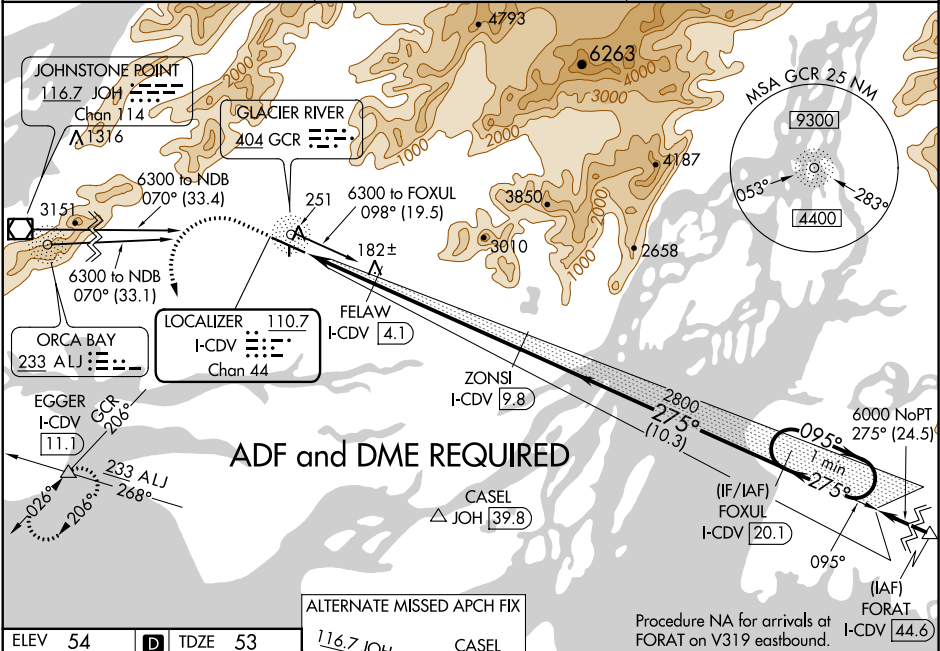 4793
6263
4000
3000
2000
1000
2000
JOHNSTONE POINT
116.7 JOH
Chan 114
1316
GLACIER RIVER
404 GCR
MSA GCR 25 NM
9300
053°
283°
4400
4187
3850
3010
2000
1000
2658
3151
6300 to NDB
070° (33.4)
6300 to NDB
070° (33.1)
251
6300 to FOXUL
098° (19.5)
182±
FELAW
I-CDV 4.1
LOCALIZER 110.7
I-CDV
Chan 44
ORCA BAY
233 ALJ
ZONSI
I-CDV 9.8
2800
275°
(10.3)
095°
1 min
275°
6000 NoPT
275° (24.5)
EGGER
I-CDV
11.1
GCR
206°
233 ALJ
268°
026°
206°
ADF and DME REQUIRED
CASEL
JOH 39.8
(IF/IAF)
FOXUL
I-CDV 20.1
095°
(IAF)
FORAT
I-CDV 44.6
Procedure NA for arrivals at
FORAT on V319 eastbound.
ALTERNATE MISSED APCH FIX
116.7 JOH
CASEL
ELEV 54
D
TDZE 53